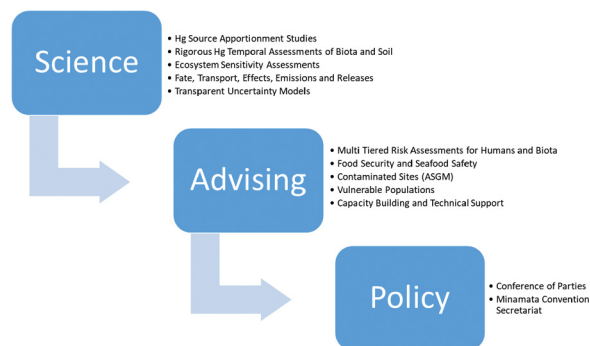 Science
• Hg Source Apportionment Studies
• Rigorous Hg Temporal Assessments of Biota and Soil
• Ecosystem Sensitivity Assessments
• Fate, Transport, Effects, Emissions and Releases
• Transparent Uncertainty Models
Advising
• Multi Tiered Risk Assessments for Humans and Biota
• Food Security and Seafood Safety
• Contaminated Sites (ASGM)
• Vulnerable Populations
• Capacity Building and Technical Support
Policy
• Conference of Parties
• Minamata Convention
Secretariat